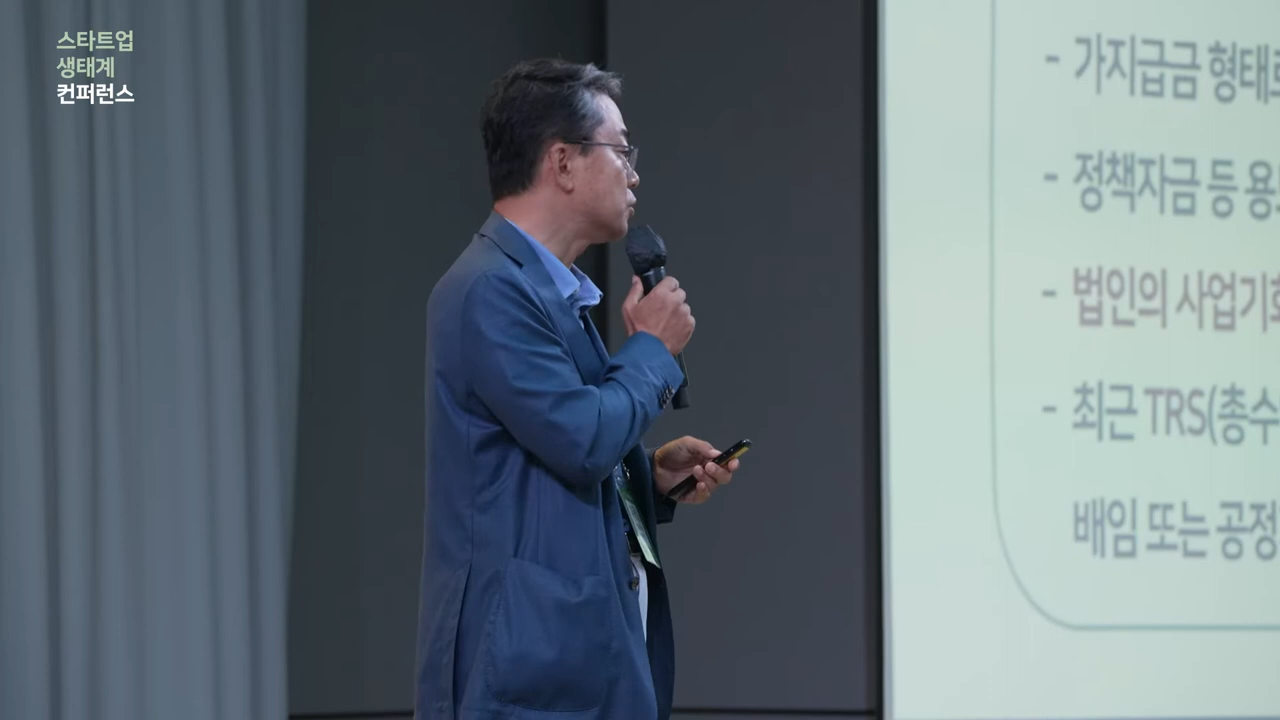 스타트업
생태계
컨퍼런스
- 가지급금 형태로
- 정책자금 등
- 법인의 사업기회
- 최근 TRS(총수
배임 또는 공정